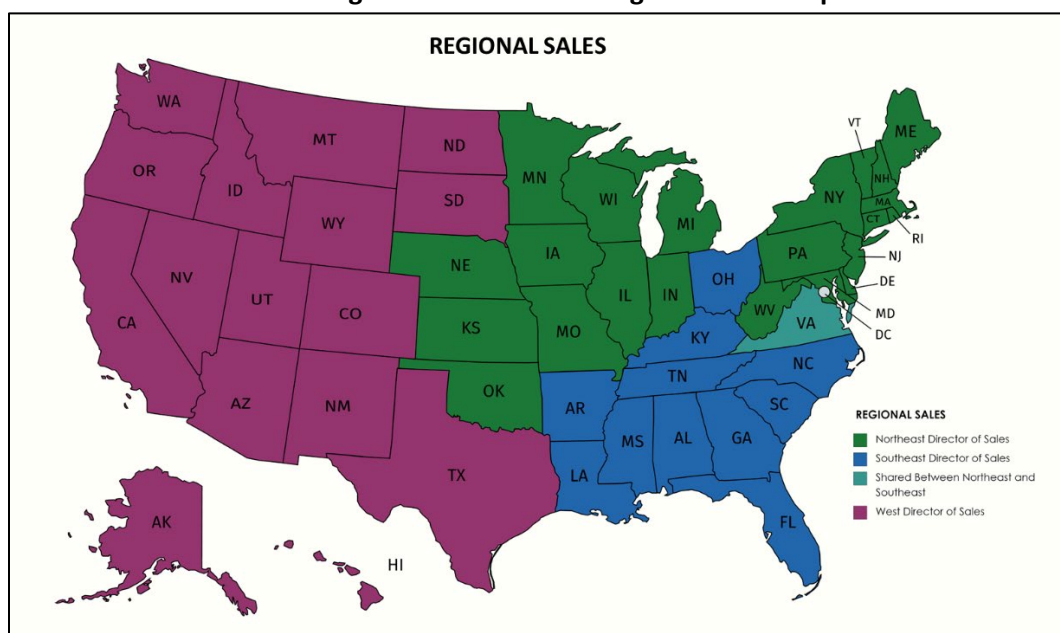 REGIONAL SALES
WA
MT
ND
MN
VT
ME
OR
ID
WY
SD
WI
MI
NY
NH
MA
CT
RI
NV
UT
CO
NE
IA
IL
IN
OH
PA
NJ
DE
MD
DC
CA
KS
MO
WV
VA
KY
AZ
NM
OK
AR
TN
NC
SC
TX
LA
MS
AL
GA
FL
AK
HI
REGIONAL SALES
Northeast Director of Sales
Southeast Director of Sales
Shared Between Northeast and
Southeast
West Director of Sales